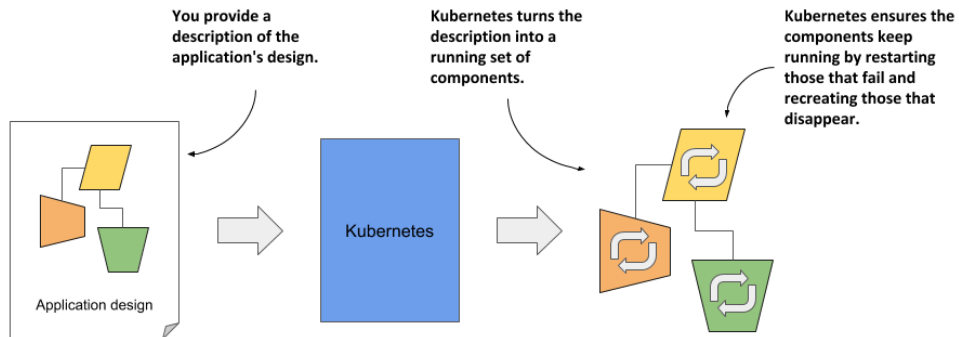 You provide a
description of the
application's design.
Kubernetes turns the
description into a
running set of
components.
Kubernetes ensures the
components keep
running by restarting
those that fail and
recreating those that
disappear.
Application design
Kubernetes